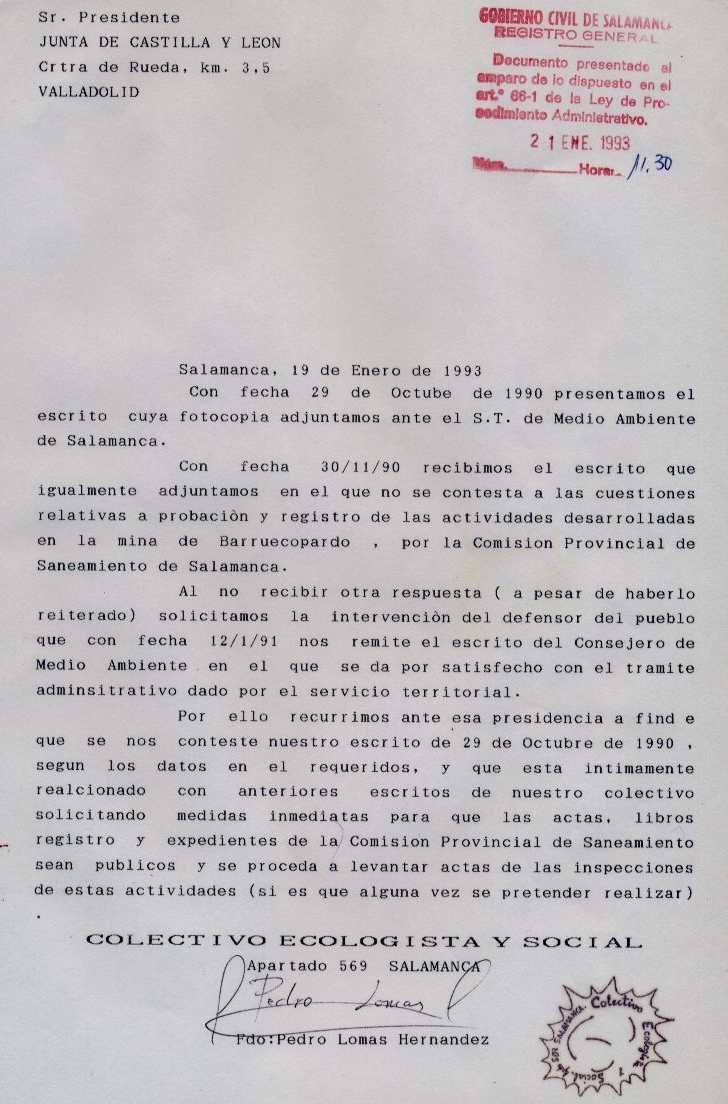 Sr. Presidente
JUNTA DE CASTILLA Y LEON
Crtra de Rueda, km. 3,5
VALLADOLID
GOBIERNO CIVIL DE SALAMANCA
REGISTRO GENERAL
Documento presentado al
amparo de lo dispuesto en el
art.º 66-1 de la Ley de Pro-
cedimiento Administrativo.
21 ENE. 1993
Núm. Hora 11.30
Salamanca, 19 de Enero de 1993
Con fecha 29 de Octube de 1990 presentamos el
escrito cuya fotocopia adjuntamos ante el S.T. de Medio Ambiente
de Salamanca.
Con fecha 30/11/90 recibimos el escrito que
igualmente adjuntamos en el que no se contesta a las cuestiones
relativas a probaciòn y registro de las actividades desarrolladas
en la mina de Barruecopardo , por la Comision Provincial de
Saneamiento de Salamanca.
Al no recibir otra respuesta ( a pesar de haberlo
reiterado) solicitamos la intervenciòn del defensor del pueblo
que con fecha 12/1/91 nos remite el escrito del Consejero de
Medio Ambiente en el que se da por satisfecho con el tramite
adminsitrativo dado por el servicio territorial.
Por ello recurrimos ante esa presidencia a find e
que se nos conteste nuestro escrito de 29 de Octubre de 1990 ,
segun los datos en el requeridos, y que esta intimamente
realcionado con anteriores escritos de nuestro colectivo
solicitando medidas inmediatas para que las actas, libros
registro y expedientes de la Comision Provincial de Saneamiento
sean publicos y se proceda a levantar actas de las inspecciones
de estas actividades (si es que alguna vez se pretender realizar)
.
COLECTIVO ECOLOGISTA Y SOCIAL
Apartado 569 SALAMANCA
Pedro Lomas
Fdo:Pedro Lomas Hernandez
Colectivo Ecologista y Social SALAMANCA